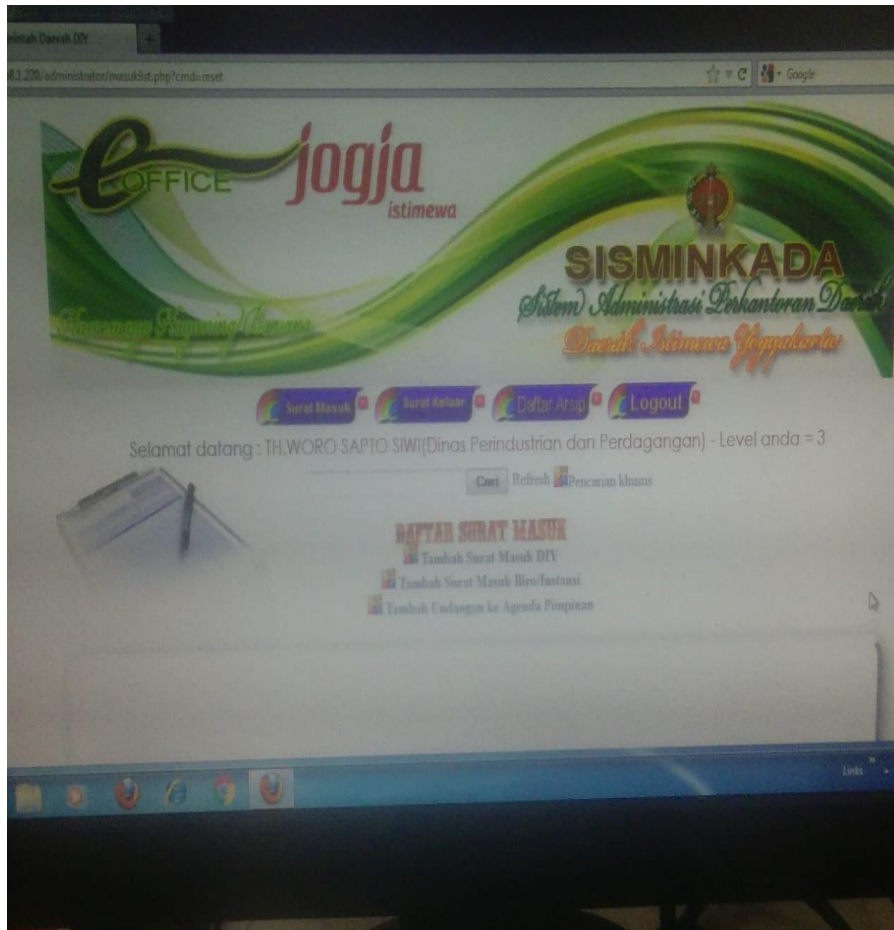 erintah Daerah DIY
.1.220/administrator/masuklist.php?cmd=reset
Google
e OFFICE
jogja
istimewa
SISMINKADA
Sistem Administrasi Perkantoran Daerah
Daerah Istimewa Yogyakarta
Surat Masuk
Surat Keluar
Daftar Arsip
Logout
Selamat datang : TH.WORO SAPTO SIWI(Dinas Perindustrian dan Perdagangan) - Level anda = 3
Cari Refresh Pencarian khusus
DAFTAR SURAT MASUK
Tambah Surat Masuk DIY
Tambah Surat Masuk Biro/Instansi
Tambah Undangan ke Agenda Pimpinan
Links